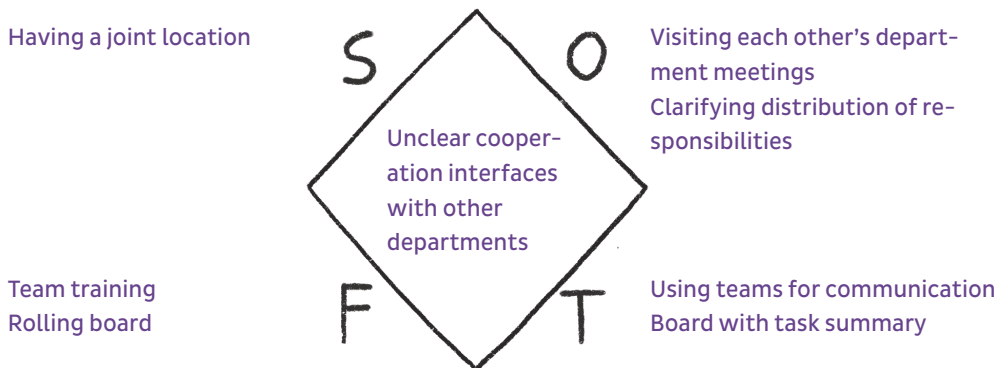 Having a joint location
S
O
Visiting each other’s depart-
ment meetings
Clarifying distribution of re-
sponsibilities
Unclear cooper-
ation interfaces
with other
departments
Team training
Rolling board
F
T
Using teams for communication
Board with task summary